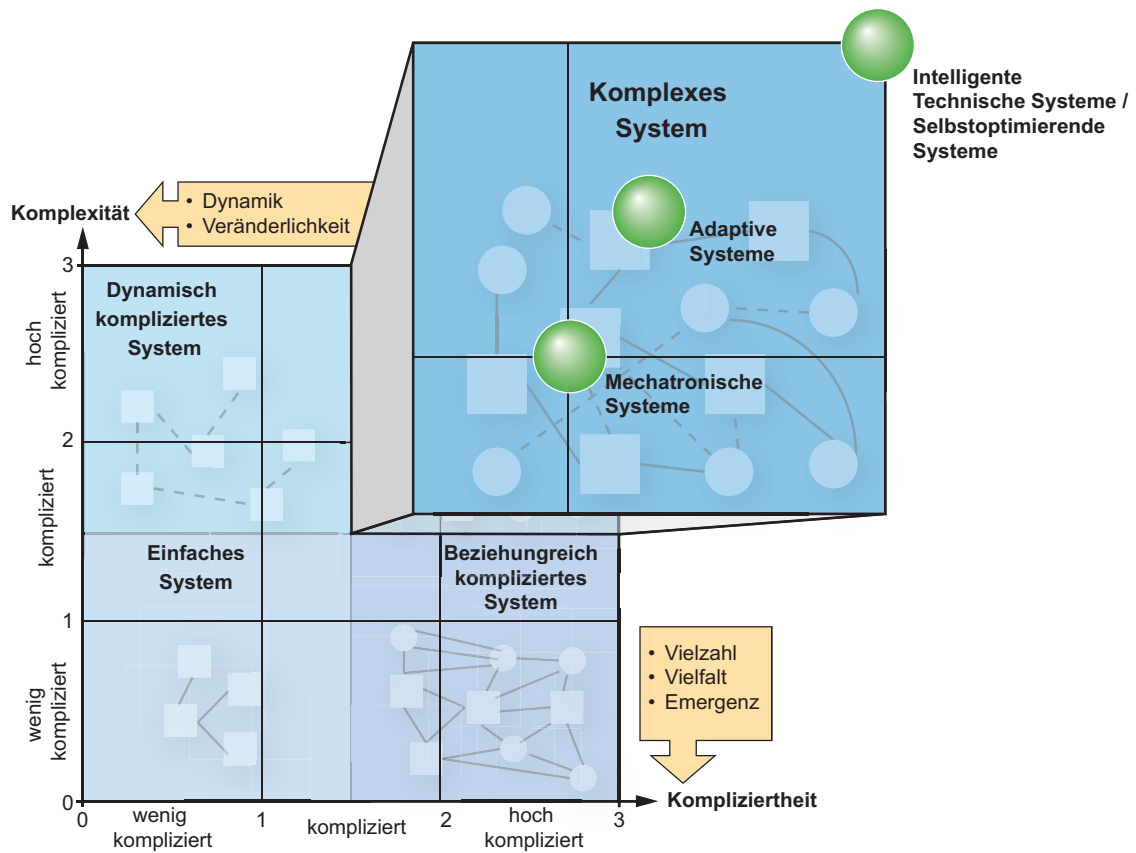 Komplexes
System
Intelligente
Technische Systeme /
Selbstoptimierende
Systeme
Adaptive
Systeme
Mechatronische
Systeme
Komplexität
• Dynamik
• Veränderlichkeit
3
2
1
0
hoch
kompliziert
kompliziert
wenig
kompliziert
Dynamisch
kompliziertes
System
Einfaches
System
Beziehungreich
kompliziertes
System
• Vielzahl
• Vielfalt
• Emergenz
Kompliziertheit
0
wenig
kompliziert
1
kompliziert
2
hoch
kompliziert
3